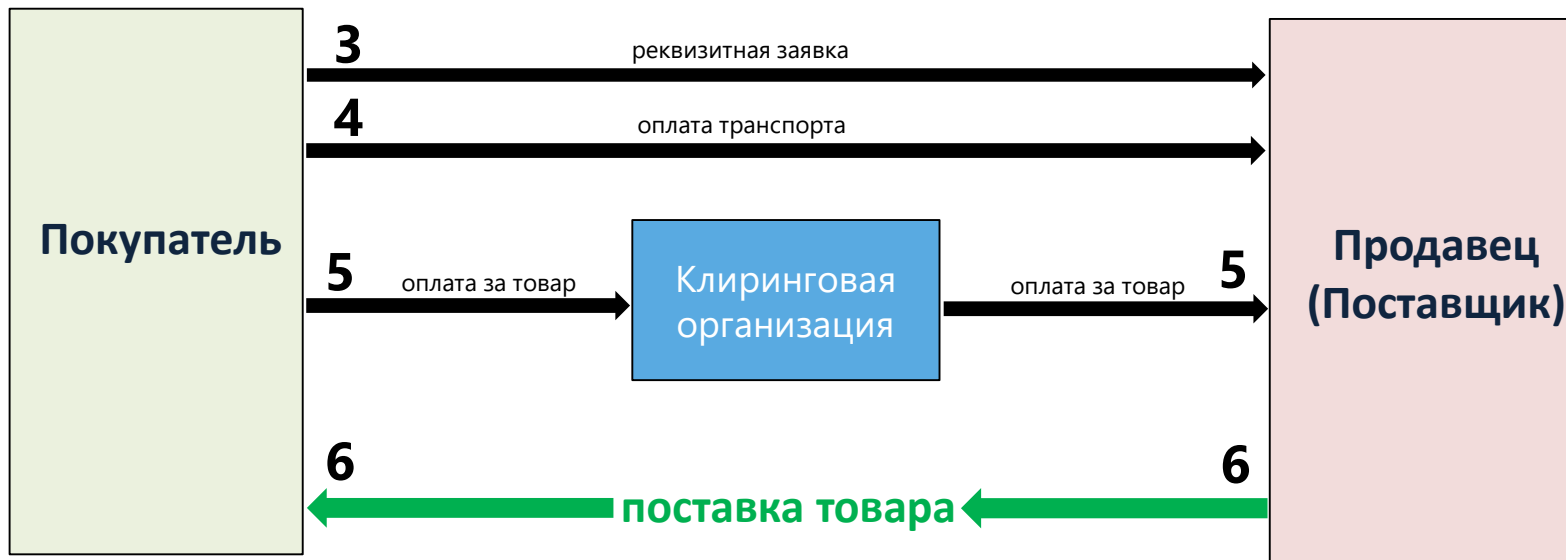 3
реквизитная заявка
4
оплата транспорта
Покупатель
5
оплата за товар
Клиринговая
организация
оплата за товар
5
Продавец
(Поставщик)
6
поставка товара
6